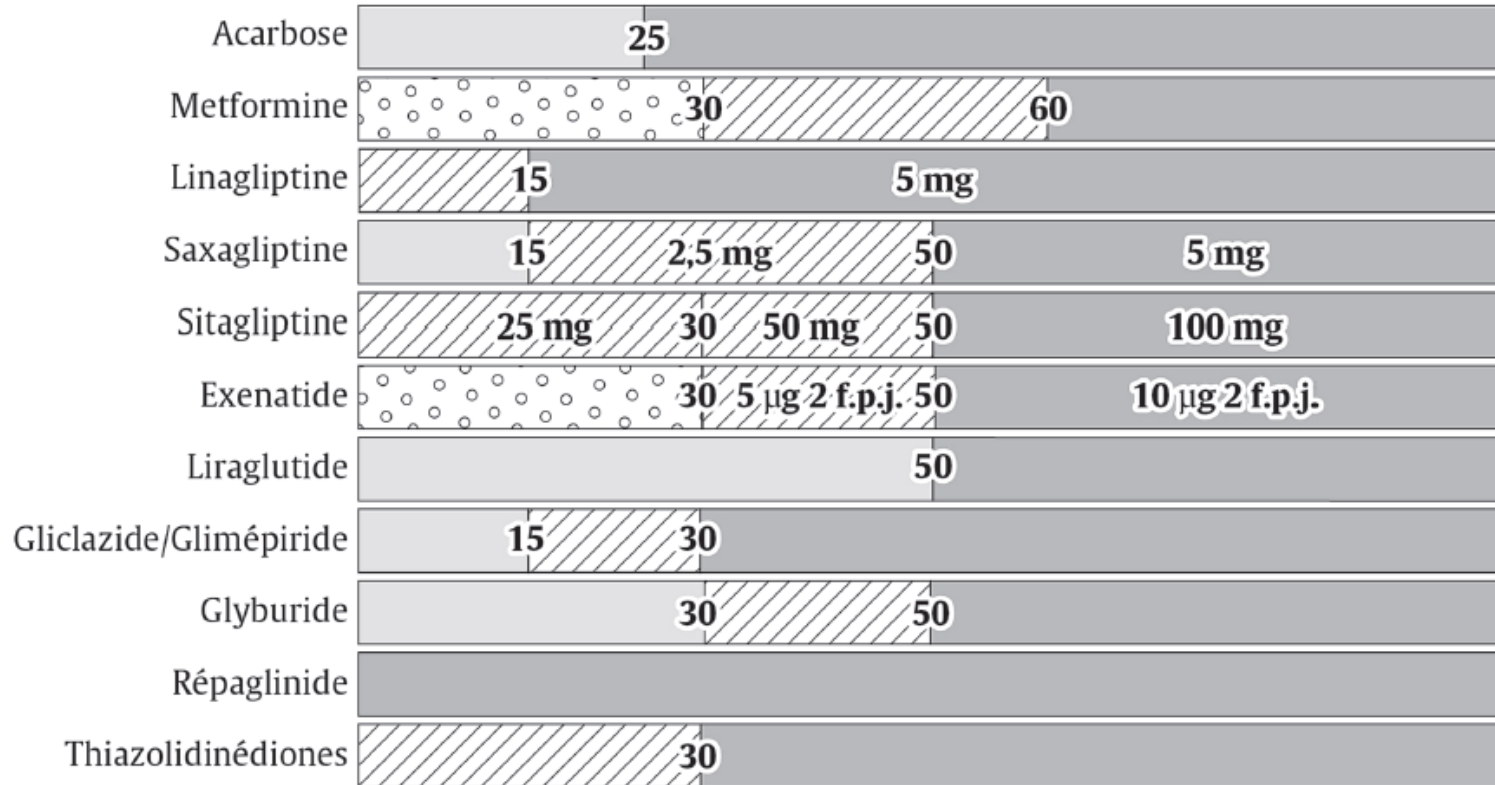 Acarbose 25
Metformine 30 60
Linagliptine 15 5 mg
Saxagliptine 15 2,5 mg 50 5 mg
Sitagliptine 25 mg 30 50 mg 50 100 mg
Exenatide 30 5 µg 2 f.p.j. 50 10 µg 2 f.p.j.
Liraglutide 50
Gliclazide/Glimépiride 15 30
Glyburide 30 50
Répaglinide
Thiazolidinédiones 30